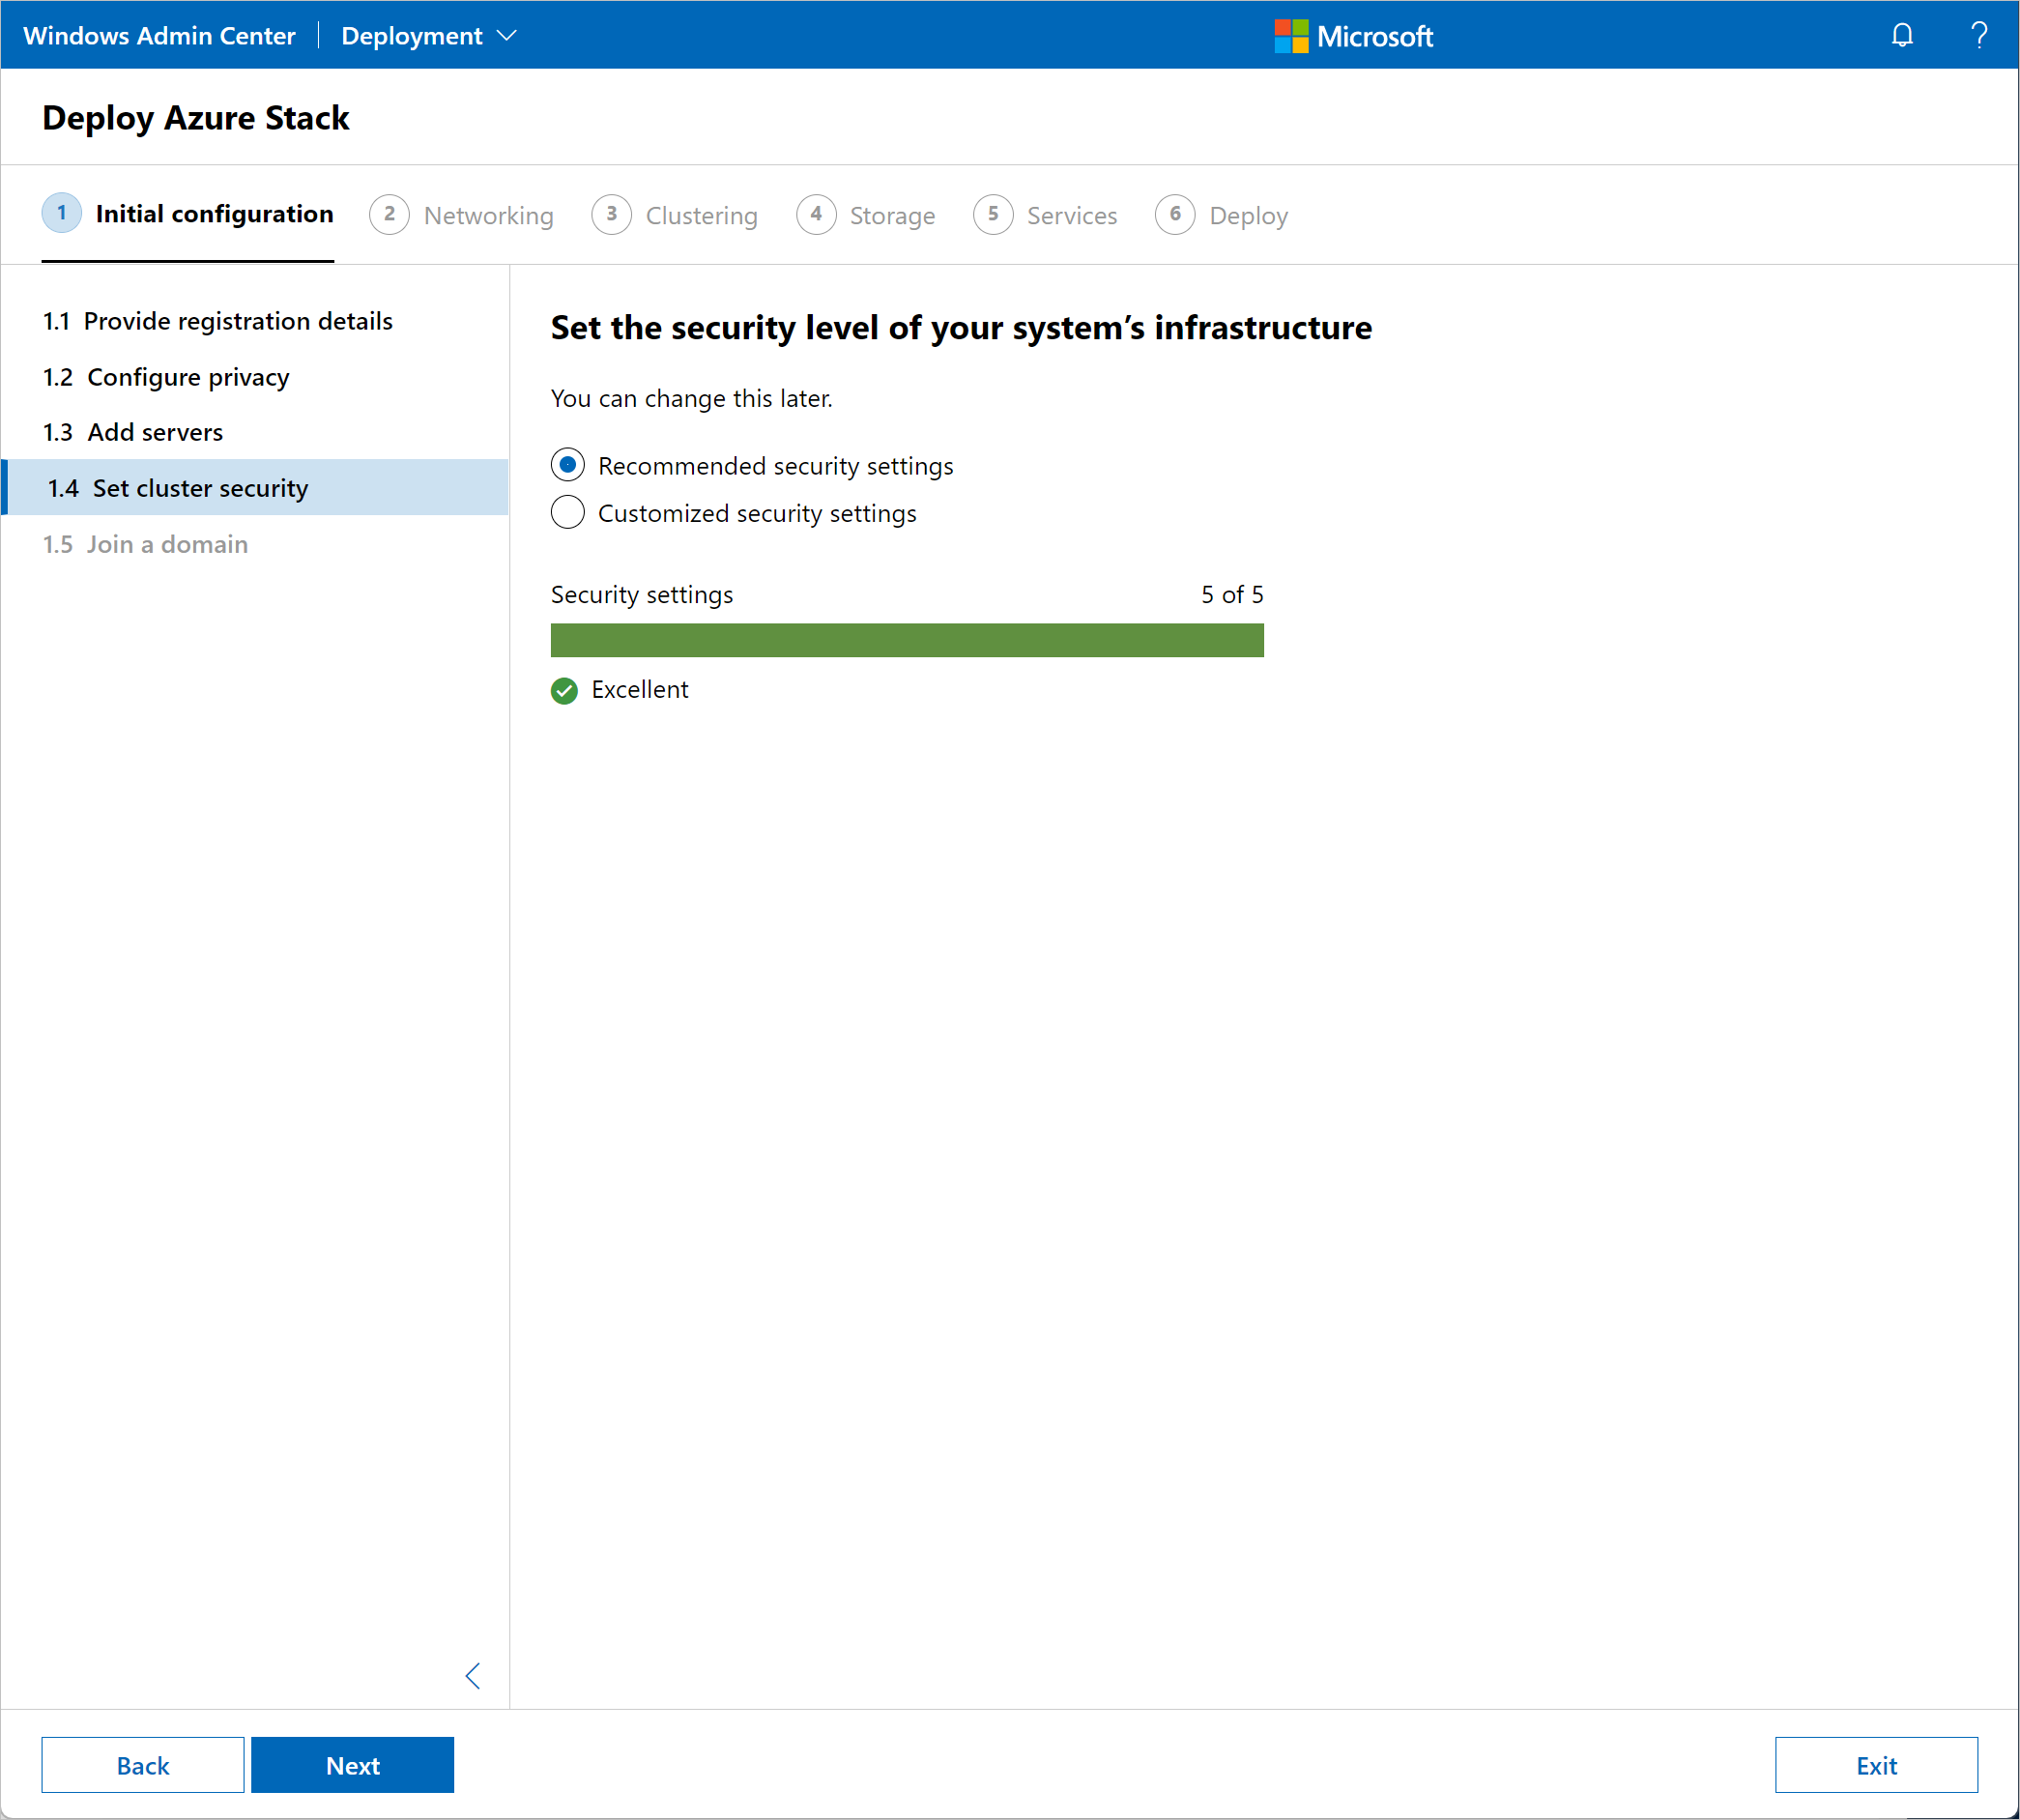 Windows Admin Center | Deployment
Microsoft
?
Deploy Azure Stack
1 Initial configuration 2 Networking 3 Clustering 4 Storage 5 Services 6 Deploy
1.1 Provide registration details
1.2 Configure privacy
1.3 Add servers
1.4 Set cluster security
1.5 Join a domain
Set the security level of your system’s infrastructure
You can change this later.
Recommended security settings
Customized security settings
Security settings 5 of 5
Excellent
Back Next Exit